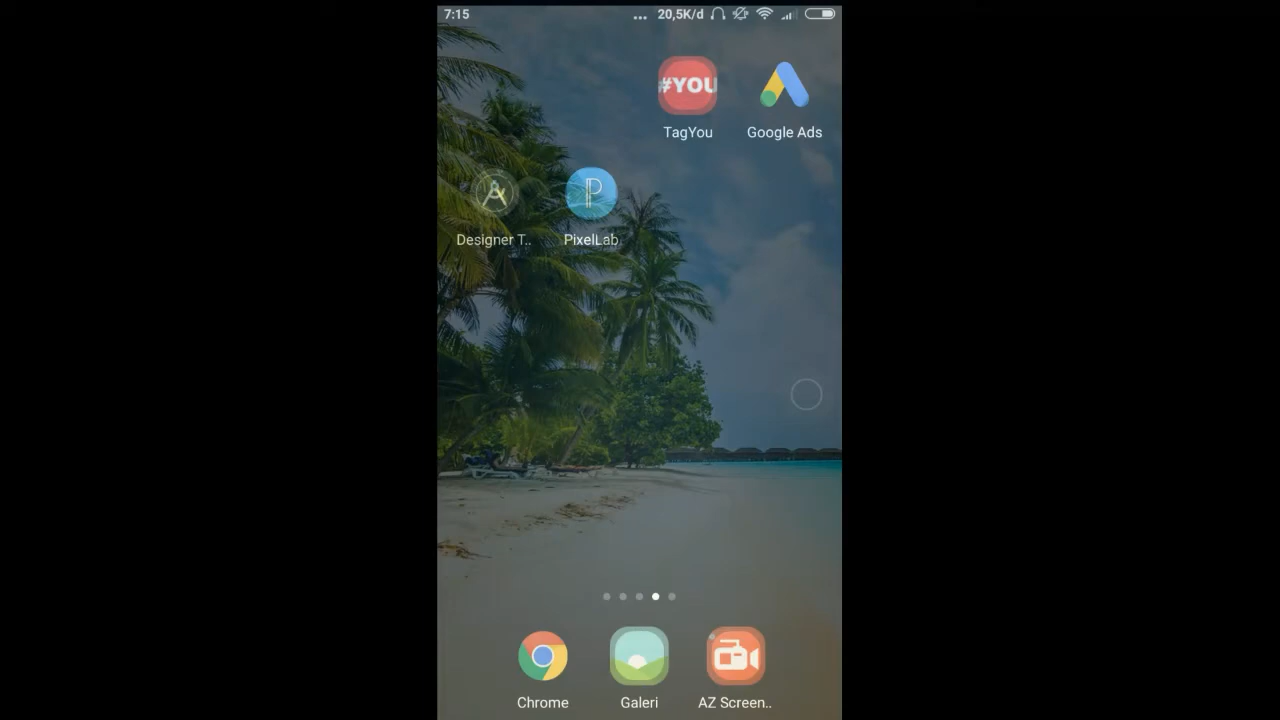 7:15 ... 20,5K/d
#YOU
TagYou Google Ads
Designer T.. PixelLab
Chrome Galeri AZ Screen..